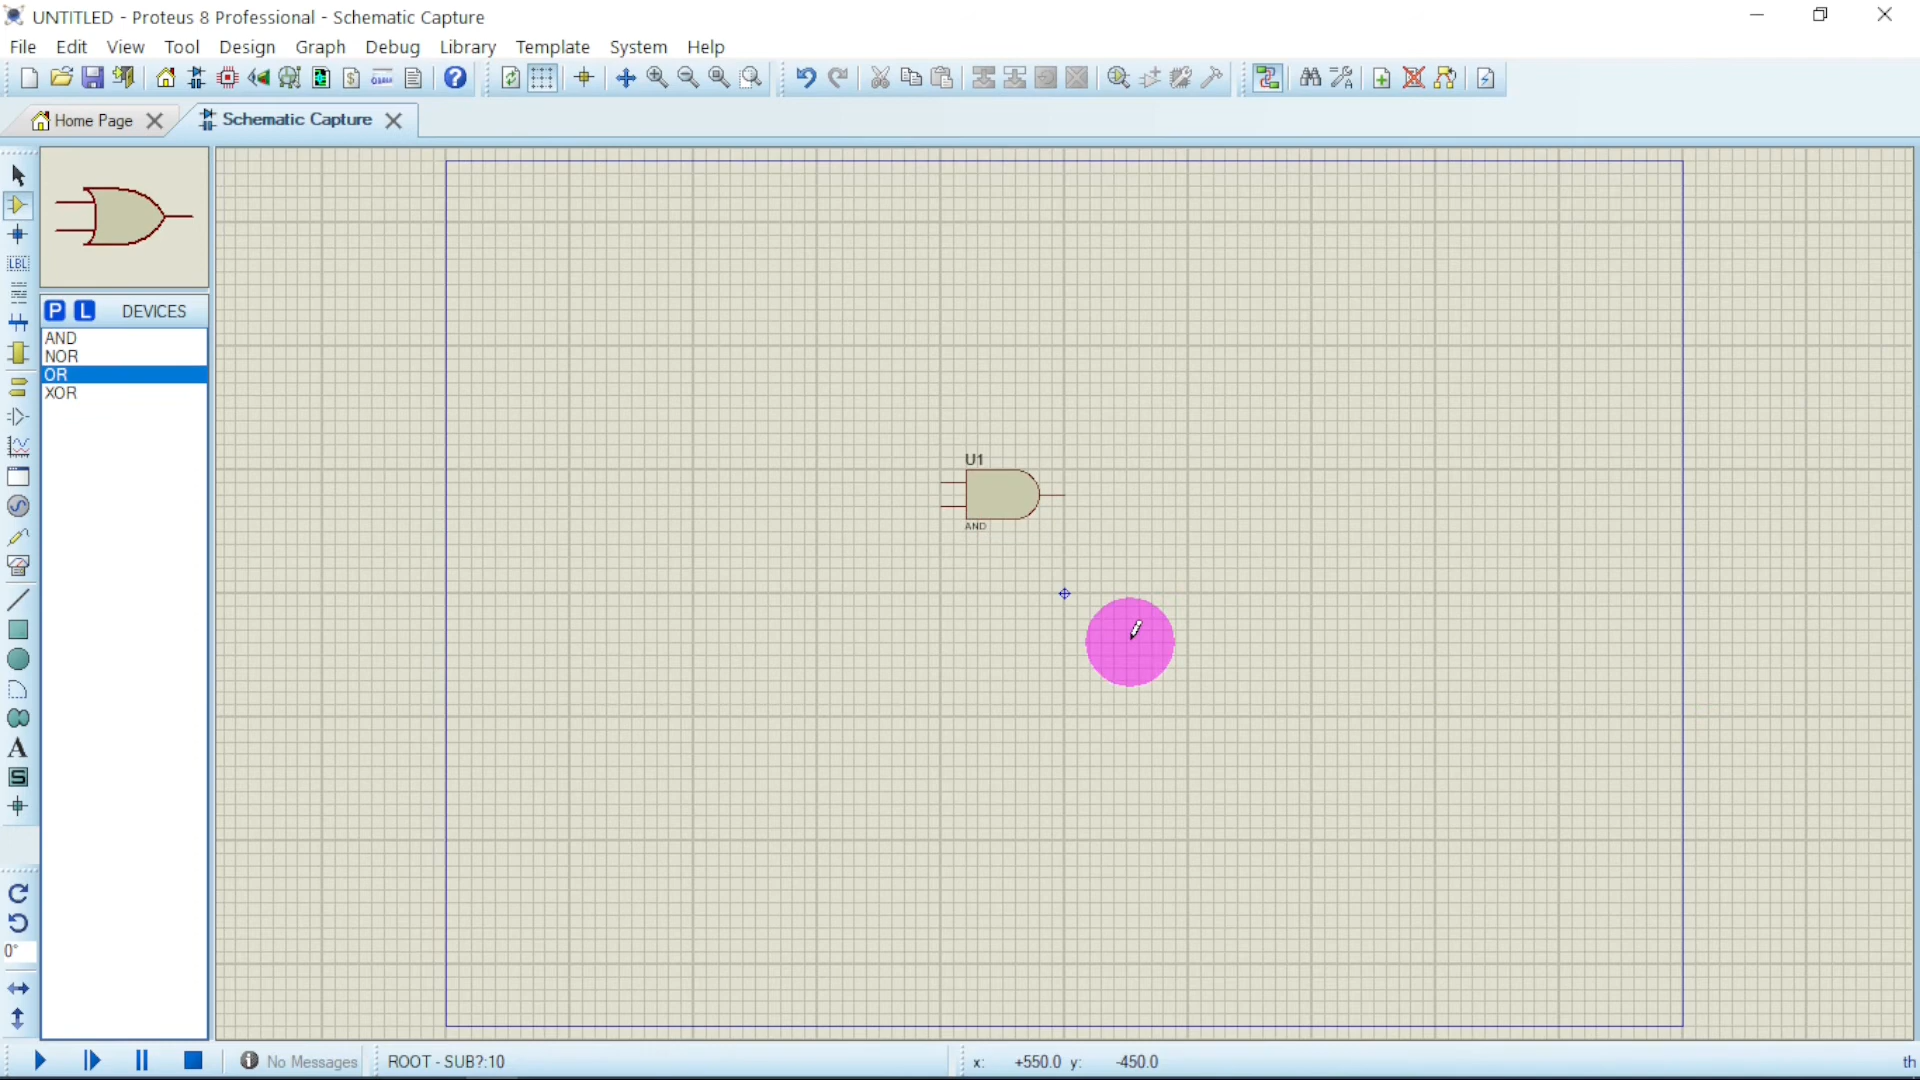 UNTITLED - Proteus 8 Professional - Schematic Capture
File Edit View Tool Design Graph Debug Library Template System Help
Home Page Schematic Capture
LBL
P L DEVICES
AND
NOR
OR
XOR
U1
AND
A
S
0°
No Messages ROOT - SUB?:10 x: +550.0 y: -450.0 th